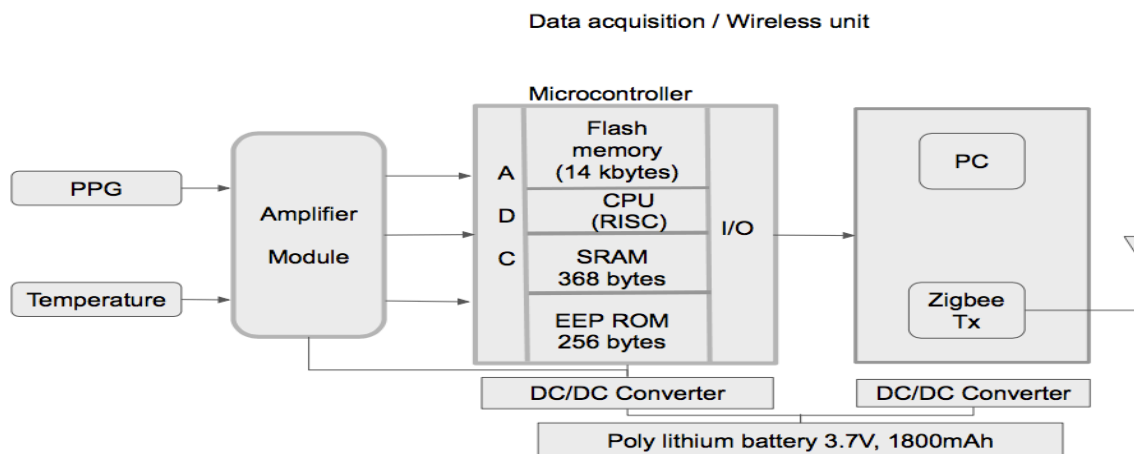 Data acquisition / Wireless unit
Microcontroller
PPG
Temperature
Amplifier
Module
A
D
C
Flash
memory
(14 kbytes)
CPU
(RISC)
SRAM
368 bytes
EEP ROM
256 bytes
I/O
PC
Zigbee
Tx
DC/DC Converter
DC/DC Converter
Poly lithium battery 3.7V, 1800mAh